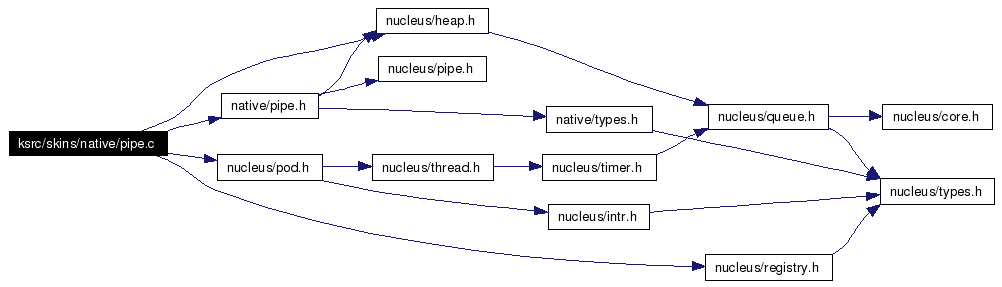 nucleus/heap.h
nucleus/pipe.h
native/pipe.h
native/types.h
nucleus/queue.h
nucleus/core.h
ksrc/skins/native/pipe.c
nucleus/pod.h
nucleus/thread.h
nucleus/timer.h
nucleus/types.h
nucleus/intr.h
nucleus/registry.h